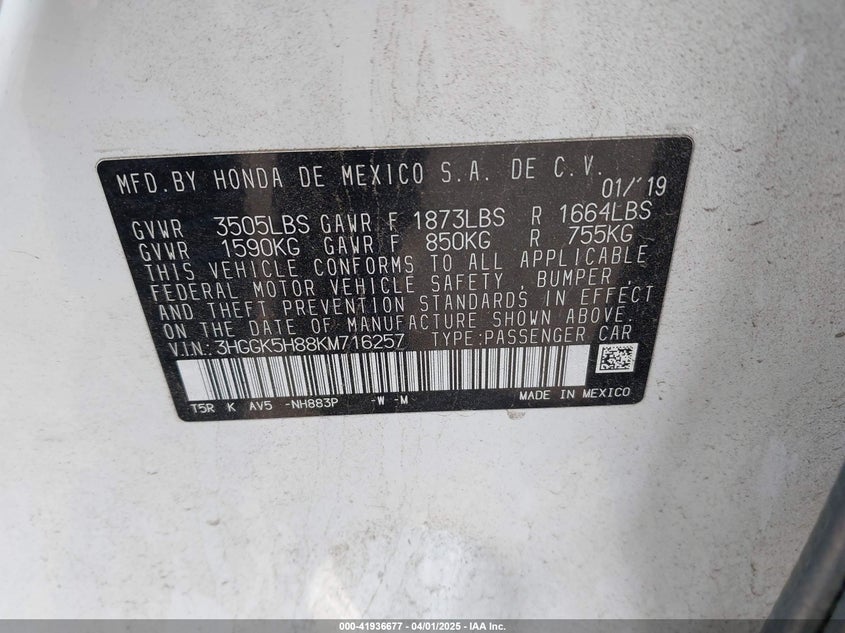 MFD.BY HONDA DE MEXICO S.A. DE C.V.
01/'19
GVWR 3505LBS GAWR F 1873LBS R 1664LBS
GVWR 1590KG GAWR F 850KG R 755KG
THIS VEHICLE CONFORMS TO ALL APPLICABLE
FEDERAL MOTOR VEHICLE SAFETY, BUMPER,
AND THEFT PREVENTION STANDARDS IN EFFECT
ON THE DATE OF MANUFACTURE SHOWN ABOVE.
V.I.N.: 3HGGK5H88KM716257 TYPE:PASSENGER CAR
T5R K AV5 -NH883P -W -M MADE IN MEXICO
000-41936677 04/01/2025 IAA Inc.